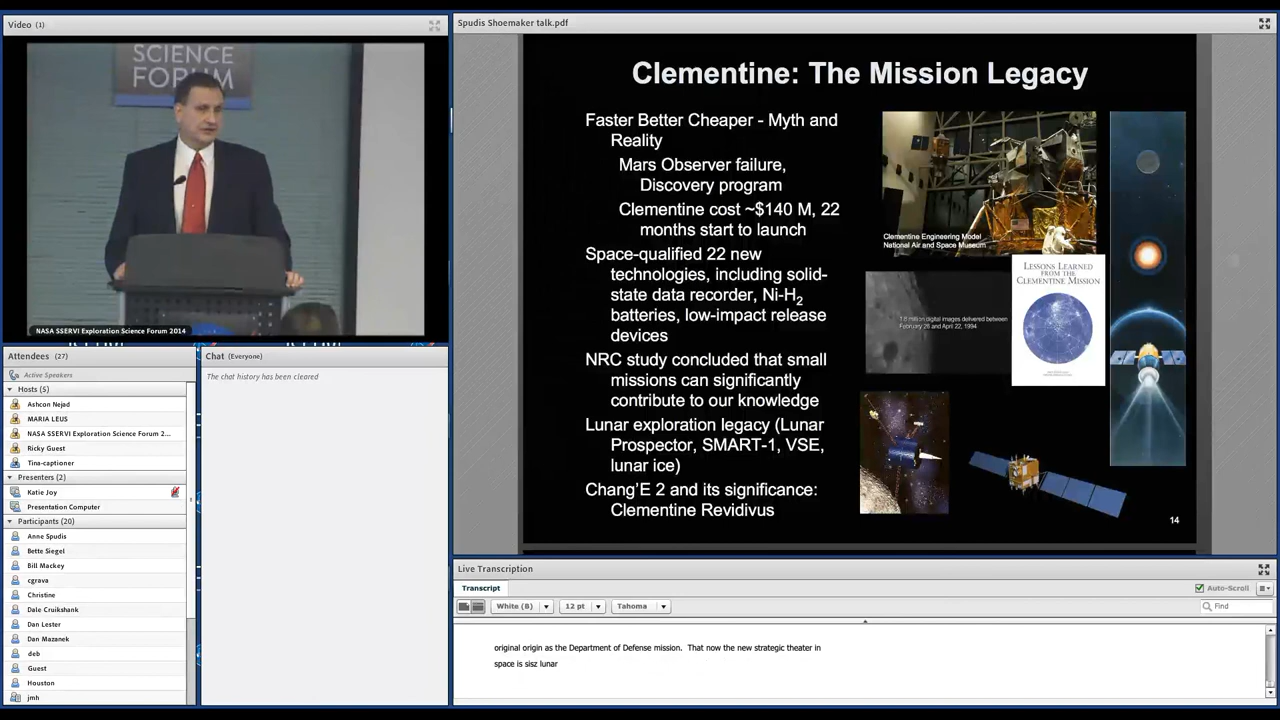 Video (1)
SCIENCE
FORUM
NASA SSERVI Exploration Science Forum 2014
Attendees (27)
Active Speakers
Hosts (5)
Ashcon Nejad
MARIA LEUS
NASA SSERVI Exploration Science Forum 2...
Ricky Guest
Tina-captioner
Presenters (2)
Katie Joy
Presentation Computer
Participants (20)
Anne Spudis
Bette Siegel
Bill Mackey
cgrava
Christine
Dale Cruikshank
Dan Lester
Dan Mazanek
deb
Guest
Houston
jmh
Chat (Everyone)
The chat history has been cleared
Spudis Shoemaker talk.pdf
Clementine: The Mission Legacy
Faster Better Cheaper - Myth and
Reality
Mars Observer failure,
Discovery program
Clementine cost ~$140 M, 22
months start to launch
Space-qualified 22 new
technologies, including solid-
state data recorder, Ni-H2
batteries, low-impact release
devices
NRC study concluded that small
missions can significantly
contribute to our knowledge
Lunar exploration legacy (Lunar
Prospector, SMART-1, VSE,
lunar ice)
Chang’E 2 and its significance:
Clementine Revidivus
Clementine Engineering Model
National Air and Space Museum
1.8 million digital images delivered between
February 26 and April 22, 1994
LESSONS LEARNED
FROM THE
CLEMENTINE MISSION
14
Live Transcription
Transcript
Auto-Scroll
White (B)
12 pt
Tahoma
Find
original origin as the Department of Defense mission. That now the new strategic theater in
space is sisz lunar